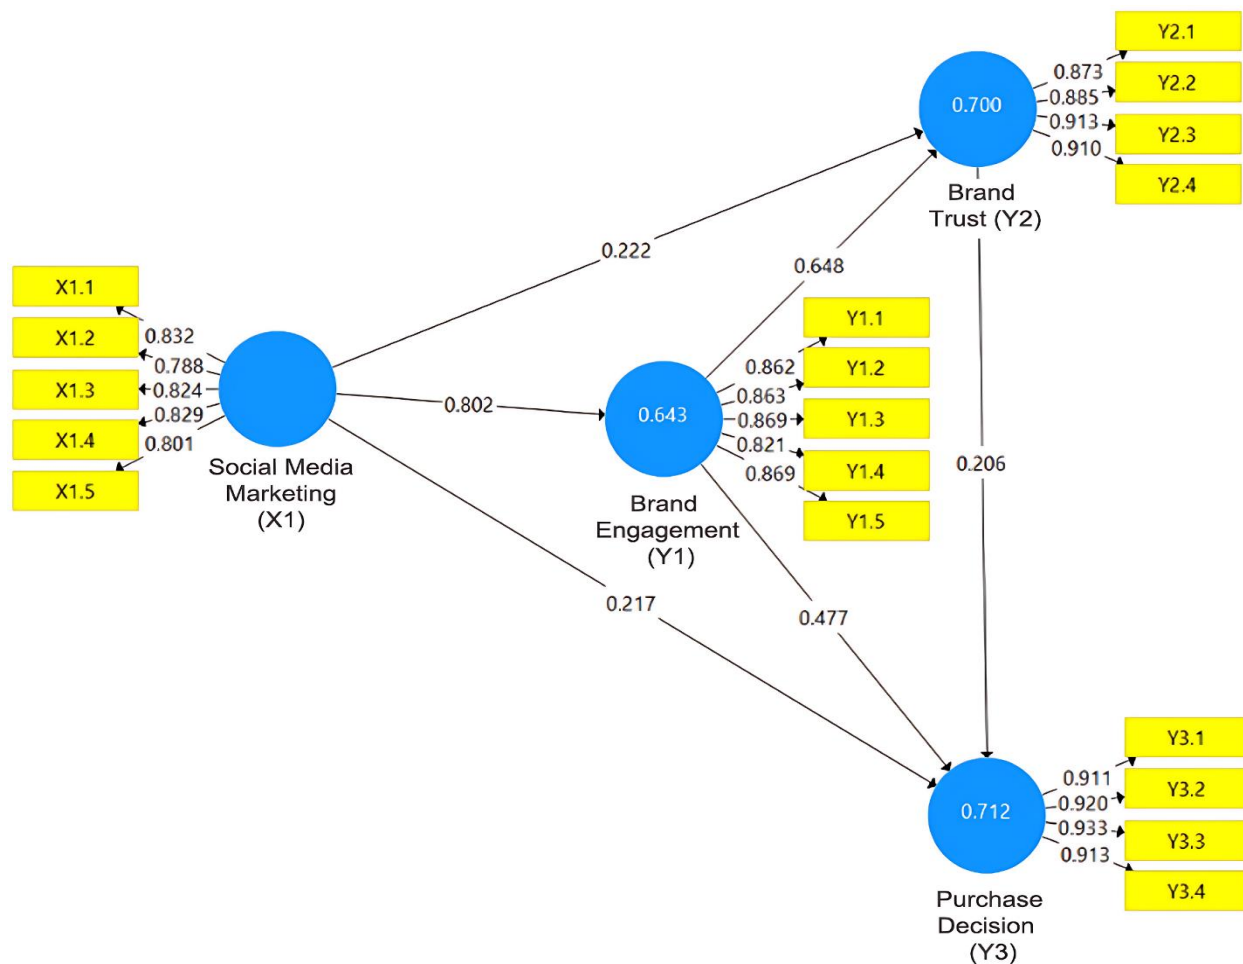 Y2.1
0.873
Y2.2
0.885
0.700
0.913
Y2.3
0.910
Y2.4
Brand
Trust (Y2)
0.222
0.648
X1.1
0.832
X1.2
0.788
X1.3
0.824
0.829
X1.4
0.801
X1.5
Social Media
Marketing
(X1)
0.802
Y1.1
0.862
Y1.2
0.863
0.643
0.869
Y1.3
0.821
Y1.4
0.869
Y1.5
Brand
Engagement
(Y1)
0.206
0.217
0.477
Y3.1
0.911
Y3.2
0.920
0.712
0.933
Y3.3
0.913
Y3.4
Purchase
Decision
(Y3)